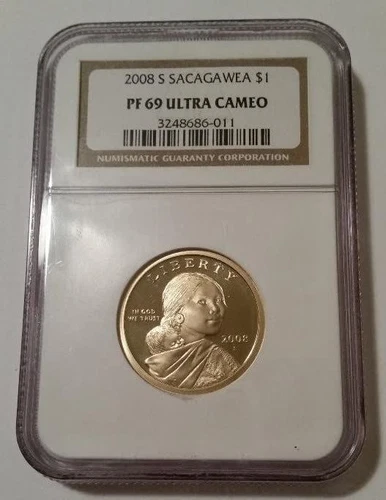 2008 S SACAGAWEA $1
PF 69 ULTRA CAMEO
3248686-011
NUMISMATIC GUARANTY CORPORATION
LIBERTY
IN GOD
WE TRUST
2008